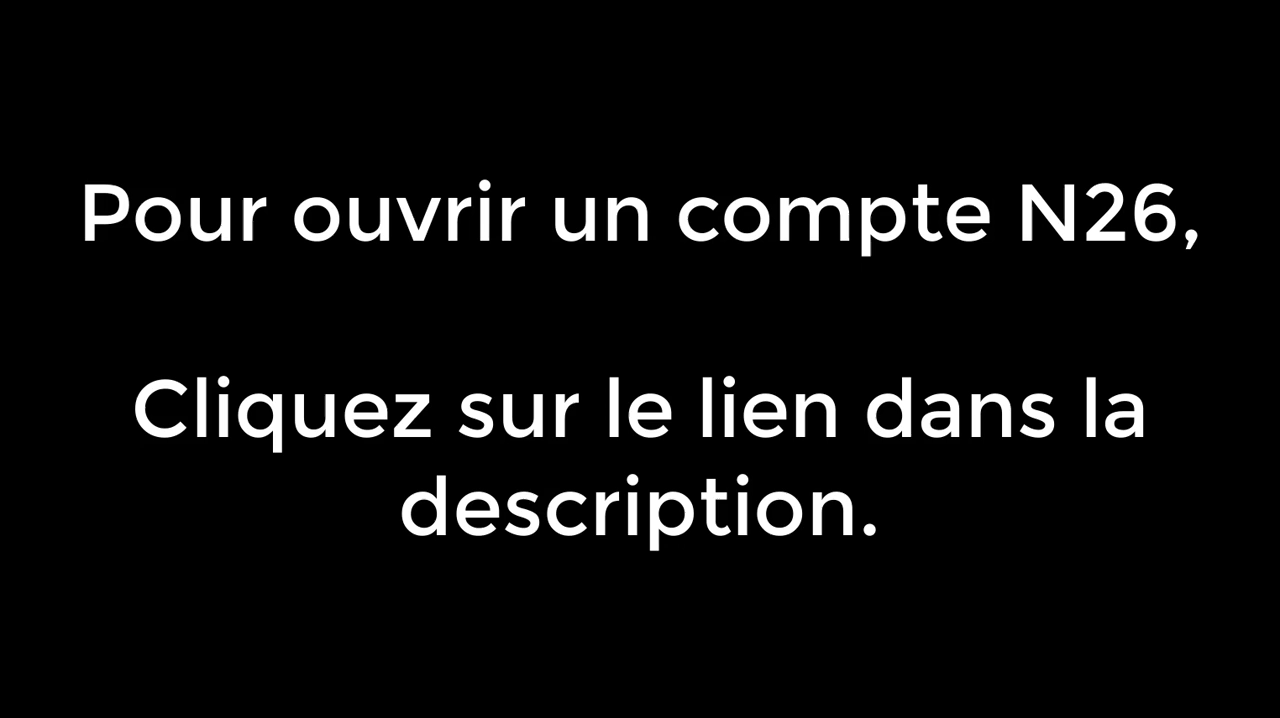 Pour ouvrir un compte N26,
Cliquez sur le lien dans la
description.